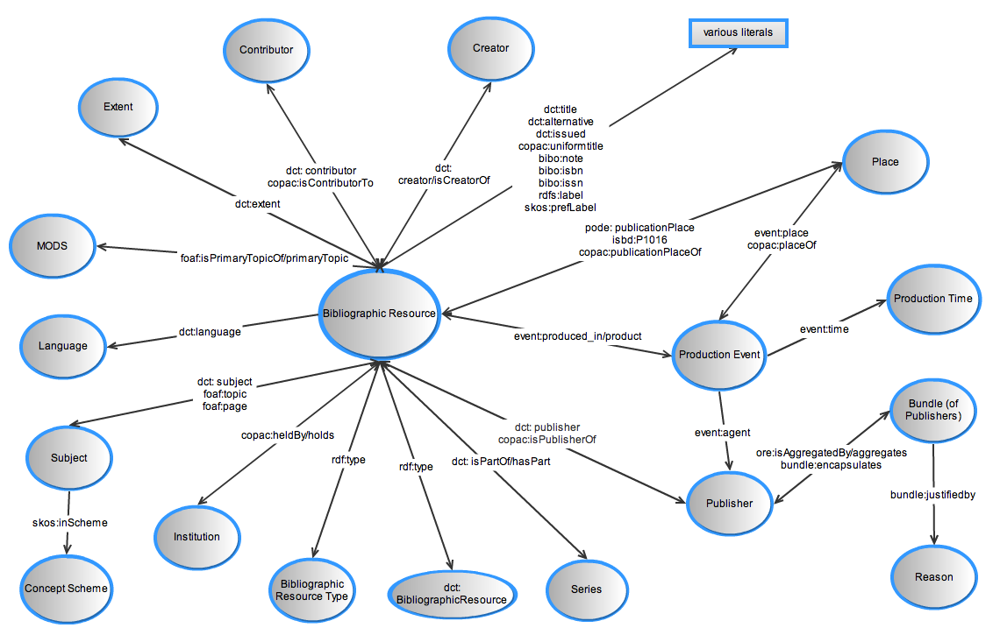 various literals
Contributor
Creator
Extent
dct:title
dct:alternative
dct:issued
copac:uniformtitle
bibo:note
bibo:isbn
bibo:issn
rdfs:label
skos:prefLabel
Place
dct: contributor
copac:isContributorTo
dct:
creator/isCreatorOf
dct:extent
pode: publicationPlace
isbd:P1016
copac:publicationPlaceOf
event:place
copac:placeOf
MODS
foaf:isPrimaryTopicOf/primaryTopic
Bibliographic Resource
Production Time
dct:language
event:produced_in/product
event:time
Language
Production Event
dct: subject
foaf:topic
foaf:page
Bundle (of
Publishers)
copac:heldBy/holds
dct: publisher
copac:isPublisherOf
event:agent
Subject
rdf:type
rdf:type
dct: isPartOf/hasPart
ore:isAggregatedBy/aggregates
bundle:encapsulates
bundle:justifiedby
Publisher
skos:inScheme
Institution
Concept Scheme
Bibliographic
Resource Type
dct:
BibliographicResource
Series
Reason